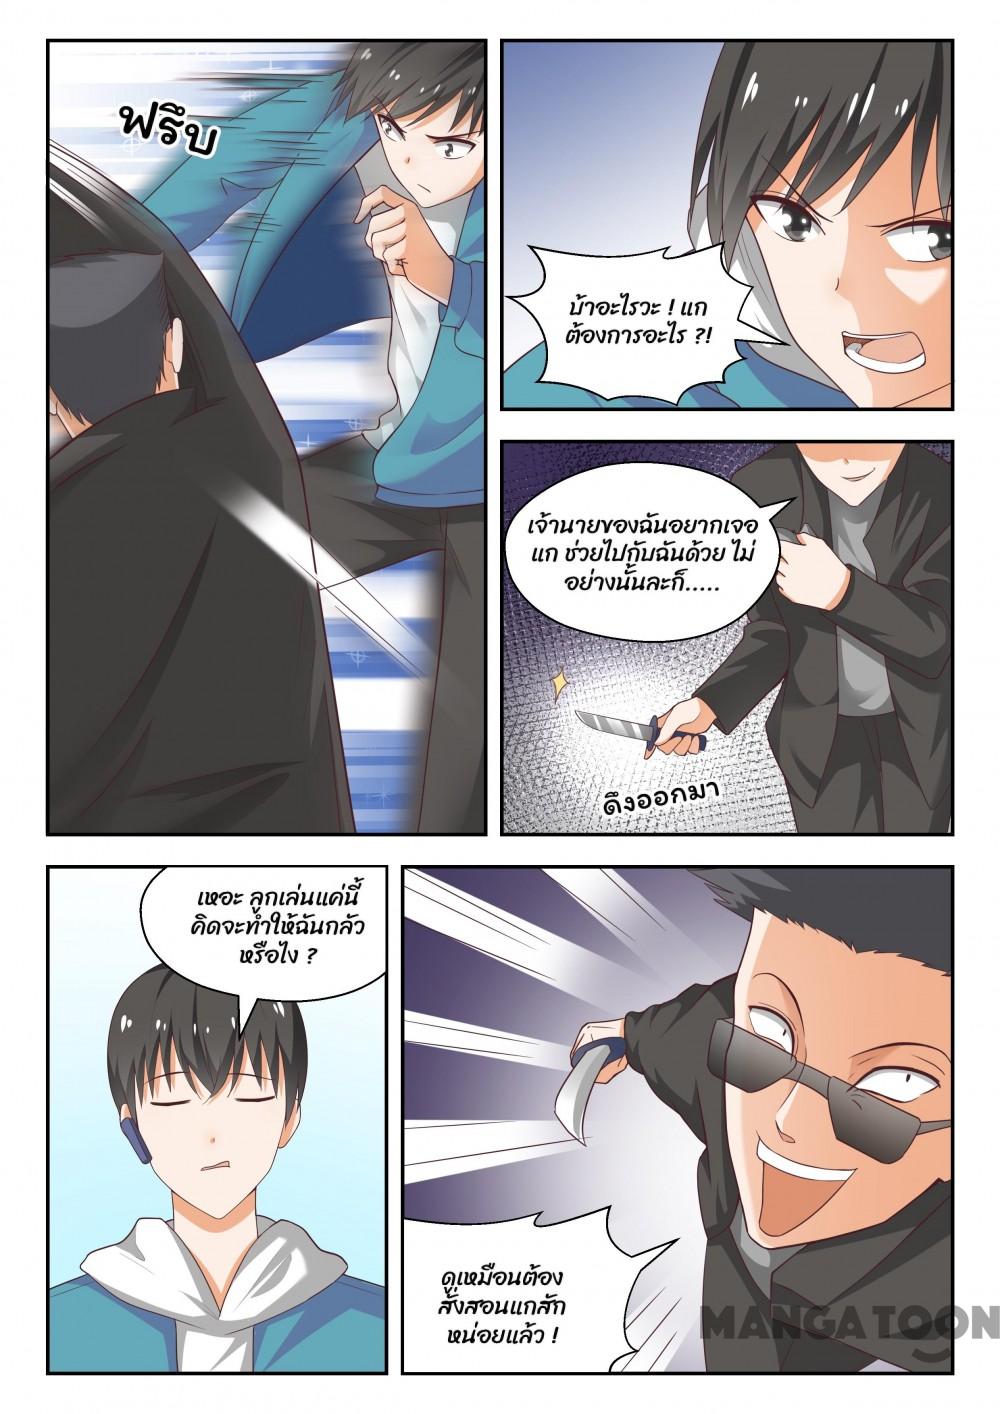 ฟรึบ
บ้าอะไรวะ ! แก
ต้องการอะไร ?!
เจ้านายของฉันอยากเจอ
แก ช่วยไปกับฉันด้วย ไม่
อย่างนั้นละก็.....
ดึงออกมา
เหอะ ลูกเล่นแค่นี้
คิดจะทำให้ฉันกลัว
หรือไง ?
ดูเหมือนต้อง
สั่งสอนแกสัก
หน่อยแล้ว !
MANGATOON